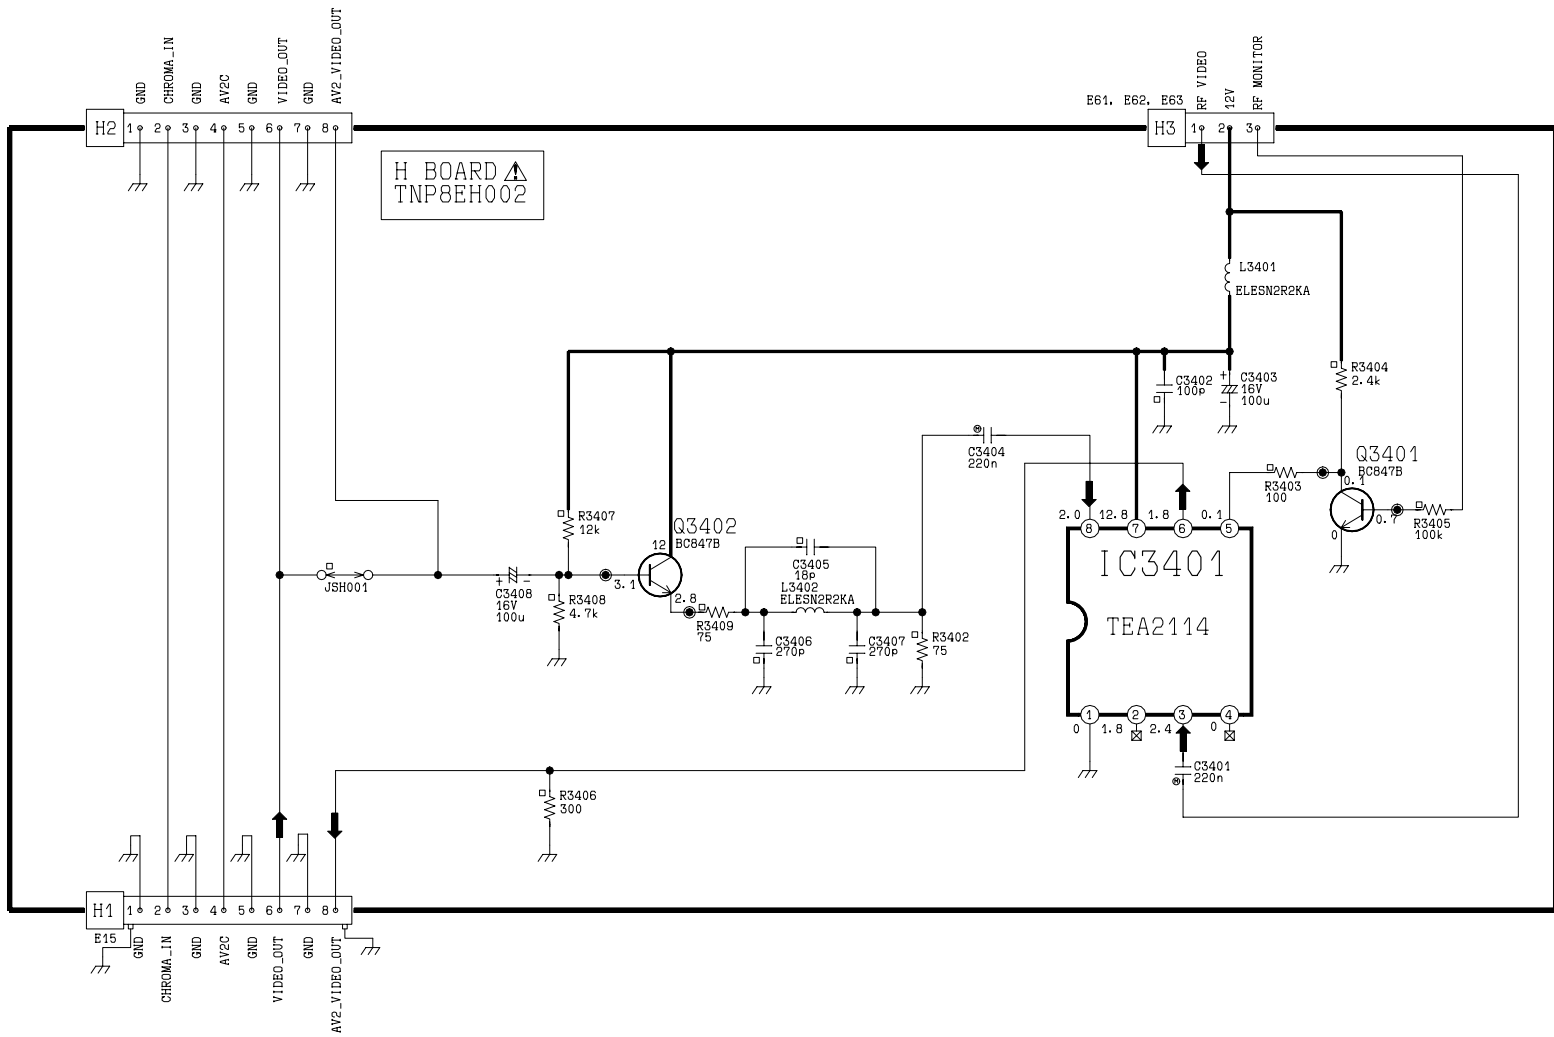 GND
CHROMA_IN
GND
AV2C
GND
VIDEO_OUT
GND
AV2_VIDEO_OUT
H2
1 2 3 4 5 6 7 8
E61, E62, E63
RF VIDEO
12V
RF MONITOR
H3
1 2 3
H BOARD
TNP8EH002
L3401
ELESN2R2KA
R3404
2.4k
C3402
100p
C3403
16V
100u
+
-
C3404
220n
Q3401
BC847B
0.1
0.7
0
R3403
100
R3405
100k
R3407
12k
Q3402
BC847B
12
3.1
2.8
JSH001
+ -
C3408
16V
100u
R3408
4.7k
C3405
18p
L3402
ELESN2R2KA
R3409
75
C3406
270p
C3407
270p
R3402
75
2.0 12.8 1.8 0.1
8 7 6 5
IC3401
TEA2114
1 2 3 4
0 1.8 2.4 0
C3401
220n
M
M
R3406
300
H1
1 2 3 4 5 6 7 8
E15
GND
CHROMA_IN
GND
AV2C
GND
VIDEO_OUT
GND
AV2_VIDEO_OUT